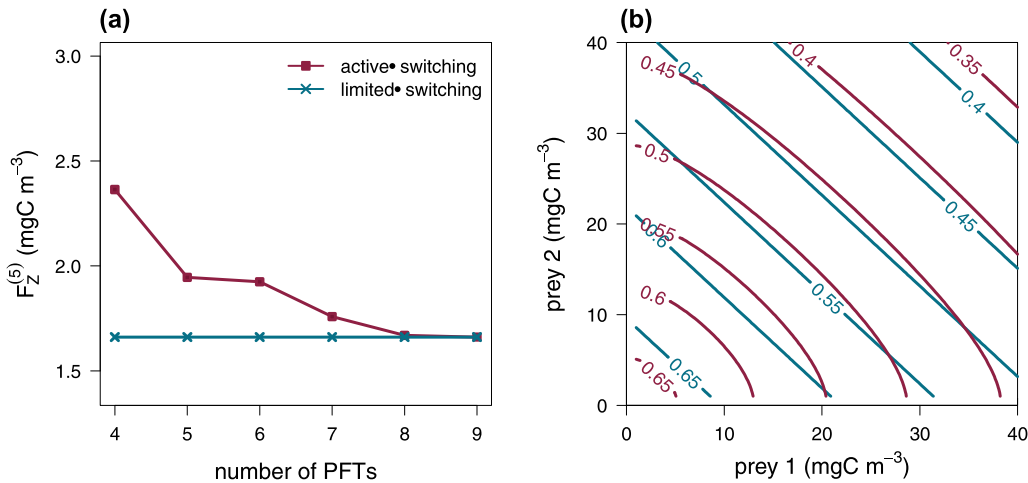 (a)
3.0
2.5
2.0
1.5
F_Z^(5) (mgC m⁻³)
active• switching
limited• switching
4 5 6 7 8 9
number of PFTs
(b)
40
30
20
10
0
prey 2 (mgC m⁻³)
0.45
0.5
0.4
0.35
0.4
0.5
0.55
0.6
0.45
0.6
0.55
0.65
0.65
0 10 20 30 40
prey 1 (mgC m⁻³)